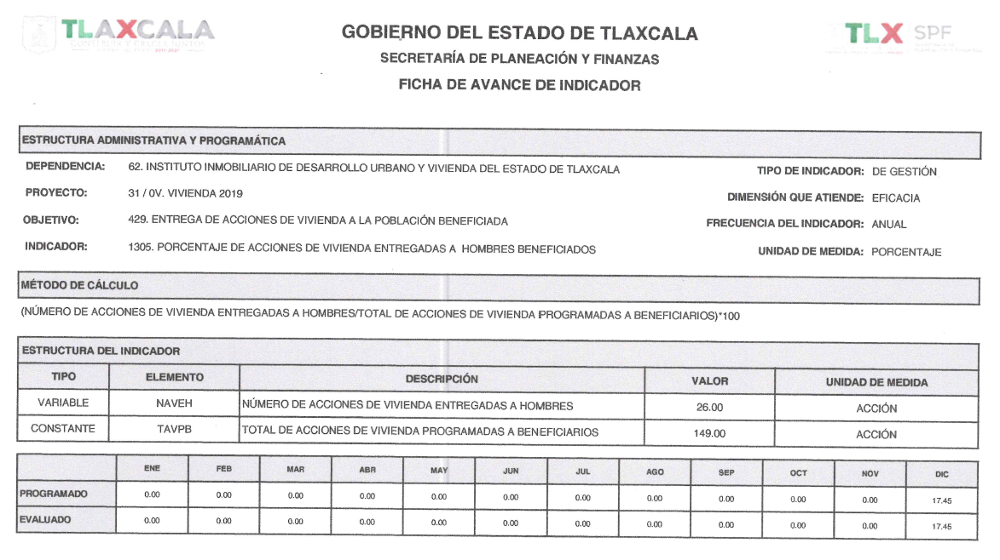 TLAXCALA
CONSTRUIR Y CRECER JUNTOS
GOBIERNO DEL ESTADO DE TLAXCALA
SECRETARÍA DE PLANEACIÓN Y FINANZAS
FICHA DE AVANCE DE INDICADOR
TLX SPF
ESTRUCTURA ADMINISTRATIVA Y PROGRAMÁTICA
DEPENDENCIA: 62. INSTITUTO INMOBILIARIO DE DESARROLLO URBANO Y VIVIENDA DEL ESTADO DE TLAXCALA TIPO DE INDICADOR: DE GESTIÓN
PROYECTO: 31 / 0V. VIVIENDA 2019 DIMENSIÓN QUE ATIENDE: EFICACIA
OBJETIVO: 429. ENTREGA DE ACCIONES DE VIVIENDA A LA POBLACIÓN BENEFICIADA FRECUENCIA DEL INDICADOR: ANUAL
INDICADOR: 1305. PORCENTAJE DE ACCIONES DE VIVIENDA ENTREGADAS A HOMBRES BENEFICIADOS UNIDAD DE MEDIDA: PORCENTAJE
MÉTODO DE CÁLCULO
(NÚMERO DE ACCIONES DE VIVIENDA ENTREGADAS A HOMBRES/TOTAL DE ACCIONES DE VIVIENDA PROGRAMADAS A BENEFICIARIOS)*100
ESTRUCTURA DEL INDICADOR
TIPO ELEMENTO DESCRIPCIÓN VALOR UNIDAD DE MEDIDA
VARIABLE NAVEH NÚMERO DE ACCIONES DE VIVIENDA ENTREGADAS A HOMBRES 26.00 ACCIÓN
CONSTANTE TAVPB TOTAL DE ACCIONES DE VIVIENDA PROGRAMADAS A BENEFICIARIOS 149.00 ACCIÓN
ENE FEB MAR ABR MAY JUN JUL AGO SEP OCT NOV DIC
PROGRAMADO 0.00 0.00 0.00 0.00 0.00 0.00 0.00 0.00 0.00 0.00 0.00 17.45
EVALUADO 0.00 0.00 0.00 0.00 0.00 0.00 0.00 0.00 0.00 0.00 0.00 17.45